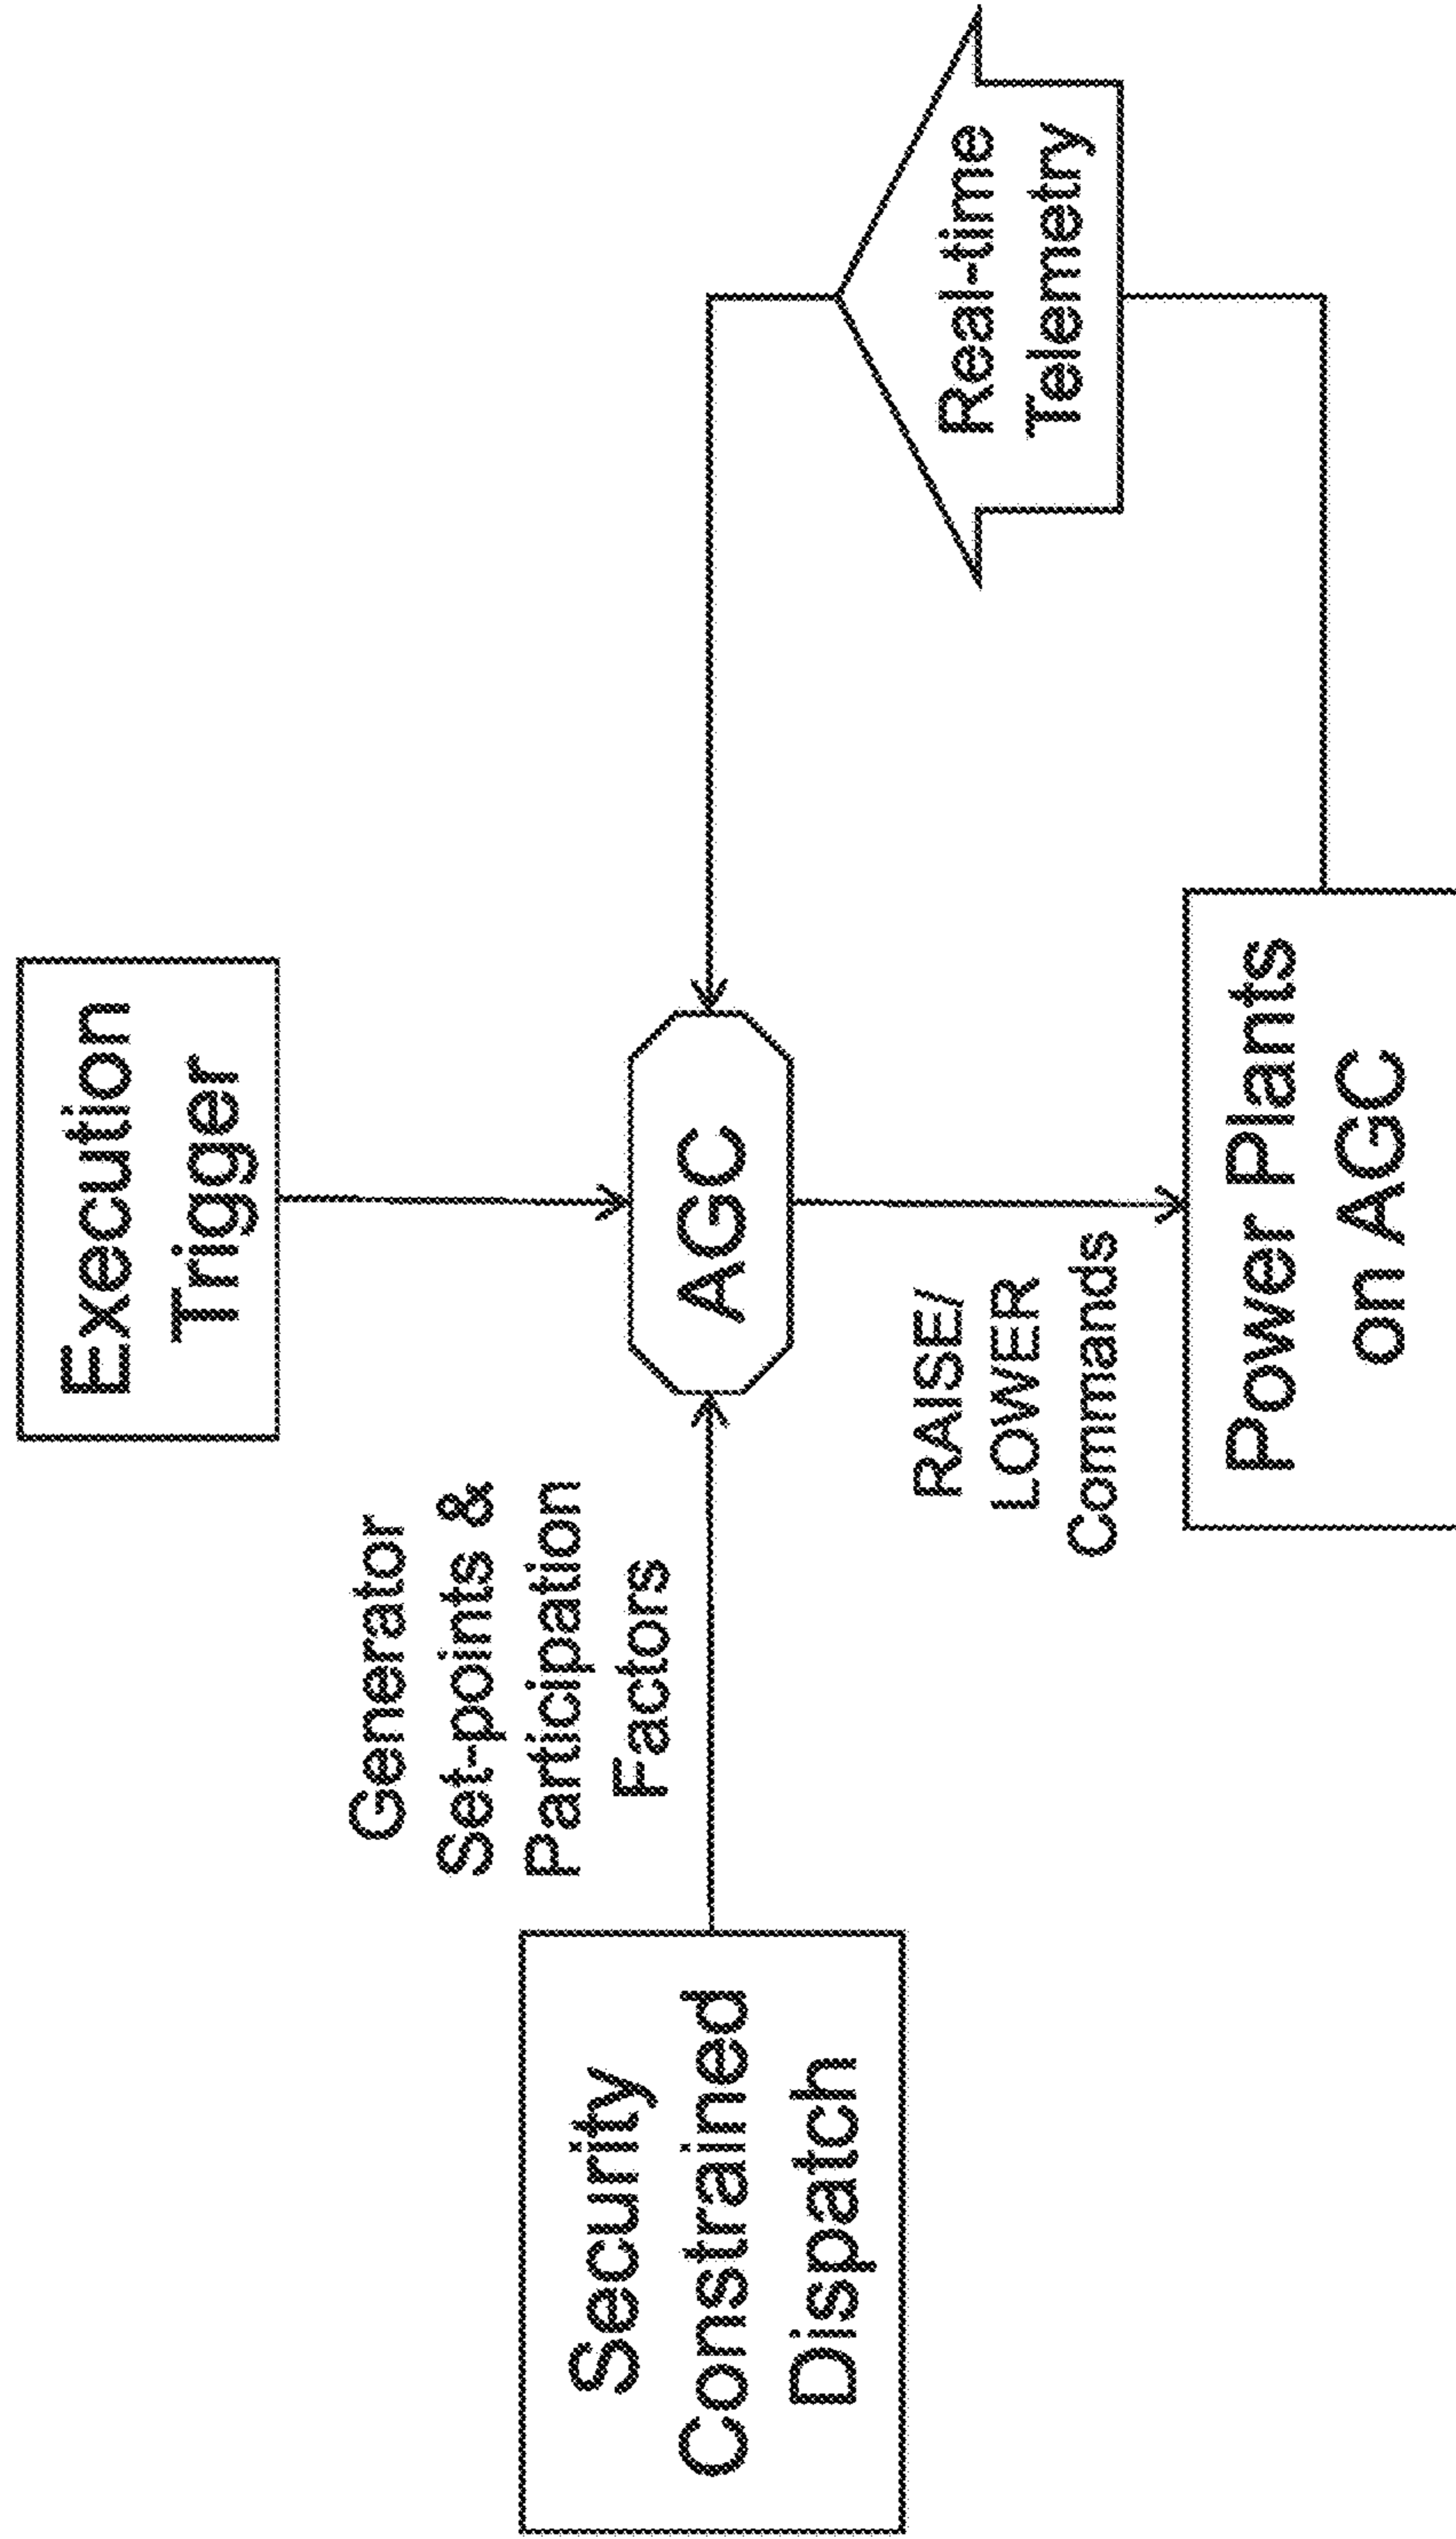 Execution
Trigger
Generator
Set-points &
Participation
Factors
Security
Constrained
Dispatch
AGC
RAISE/
LOWER
Commands
Real-time
Telemetry
Power Plants
on AGC